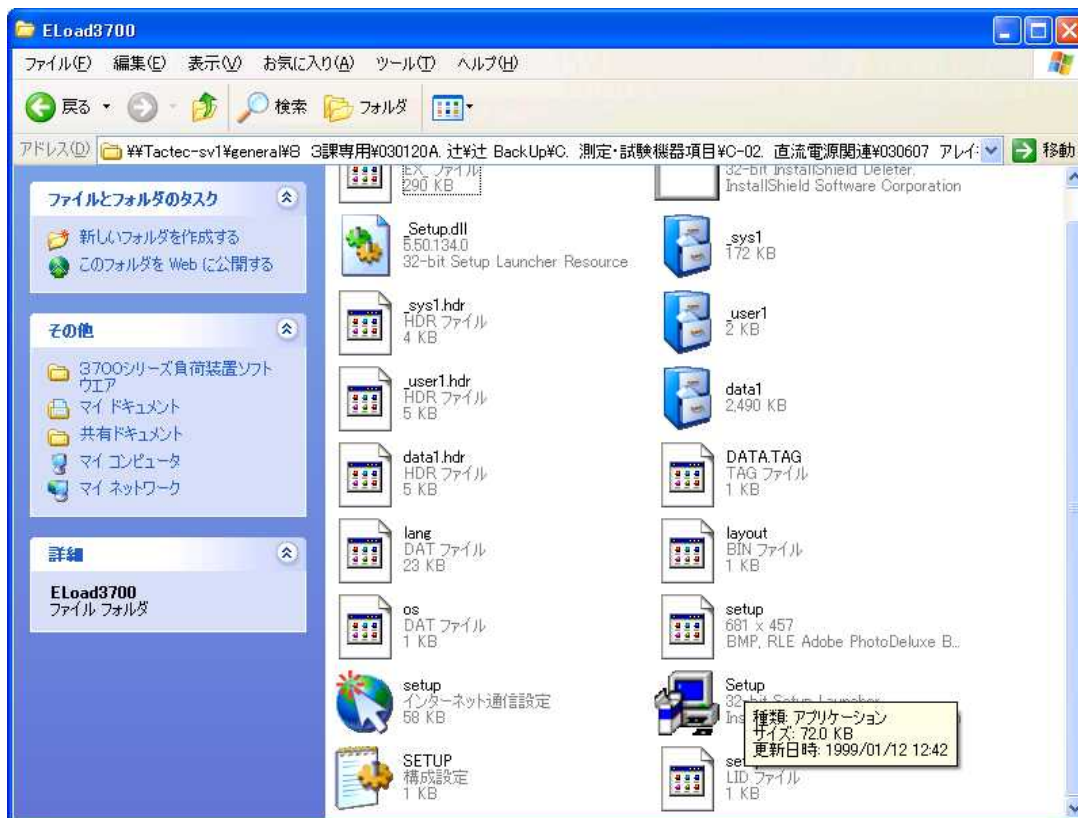 ELoad3700
ファイル(F) 編集(E) 表示(V) お気に入り(A) ツール(T) ヘルプ(H)
戻る 検索 フォルダ
アドレス(D) ¥¥Tactec-sv1¥general¥8 3課専用¥030120A. 辻¥辻 BackUp¥C. 測定・試験機器項目¥C-02. 直流電源関連¥030607 アレイ 移動
ファイルとフォルダのタスク
新しいフォルダを作成する
このフォルダを Web に公開する
その他
3700シリーズ負荷装置ソフト
ウエア
マイ ドキュメント
共有ドキュメント
マイ コンピュータ
マイ ネットワーク
詳細
ELoad3700
ファイル フォルダ
EX_ ファイル
290 KB
32-bit InstallShield Deleter.
InstallShield Software Corporation
_Setup.dll
5.50.134.0
32-bit Setup Launcher Resource
_sys1
172 KB
_sys1.hdr
HDR ファイル
4 KB
_user1
2 KB
_user1.hdr
HDR ファイル
5 KB
data1
2,490 KB
data1.hdr
HDR ファイル
5 KB
DATA.TAG
TAG ファイル
1 KB
lang
DAT ファイル
23 KB
layout
BIN ファイル
1 KB
os
DAT ファイル
1 KB
setup
681 x 457
BMP, RLE Adobe PhotoDeluxe B...
setup
インターネット通信設定
58 KB
Setup
32-bit Setup Launcher
Ins
種類: アプリケーション
サイズ: 72.0 KB
更新日時: 1999/01/12 12:42
SETUP
構成設定
1 KB
LID ファイル
1 KB